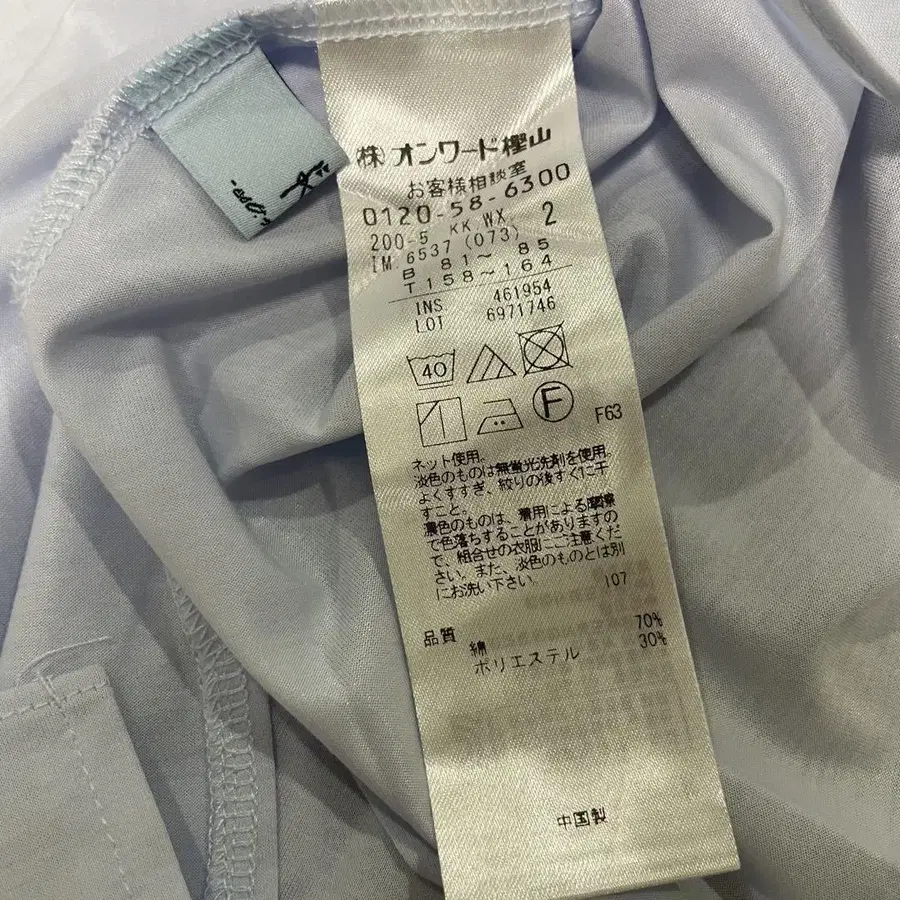 ㈱オンワード樫山
お客様相談室
0120-58-6300
200-5 KK.WX 2
IM.6537 (073)
B 81～ 85
T158～164
INS 461954
LOT 6971746
40
F
F63
ネット使用。
淡色のものは無蛍光洗剤を使用。
よくすすぎ、絞りの後すぐに干
すこと。
濃色のものは、着用による摩擦
で色落ちすることがありますの
で、組合せの衣服にご注意くだ
さい。また、淡色のものとは別
にお洗い下さい。
107
品質
綿 70%
ポリエステル 30%
中国製